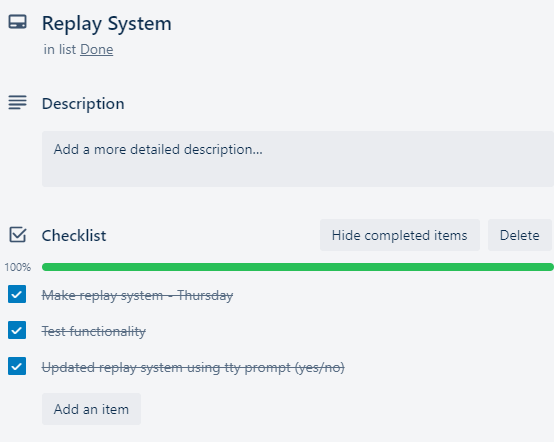 Replay System
in list Done
Description
Add a more detailed description...
Checklist
Hide completed items
Delete
100%
Make replay system - Thursday
Test functionality
Updated replay system using tty prompt (yes/no)
Add an item